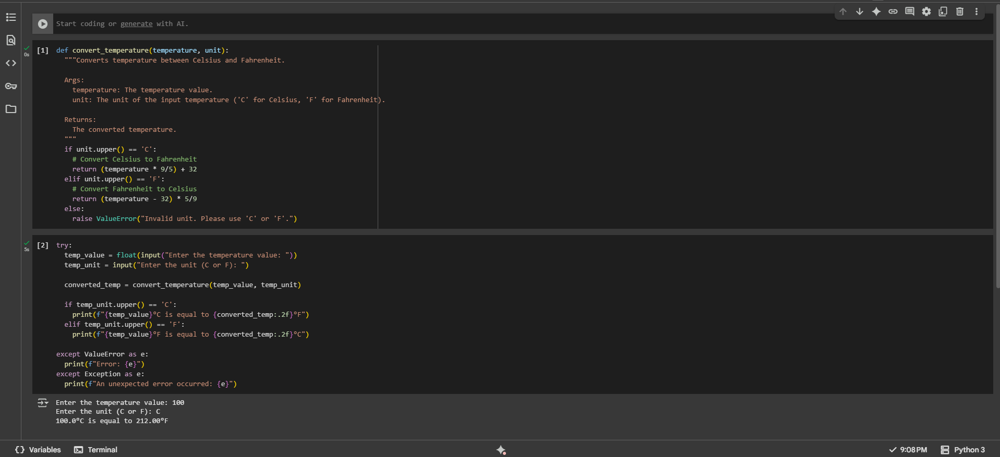 Start coding or generate with AI.
0s
[1] def convert_temperature(temperature, unit):
"""Converts temperature between Celsius and Fahrenheit.
Args:
temperature: The temperature value.
unit: The unit of the input temperature ('C' for Celsius, 'F' for Fahrenheit).
Returns:
The converted temperature.
"""
if unit.upper() == 'C':
# Convert Celsius to Fahrenheit
return (temperature * 9/5) + 32
elif unit.upper() == 'F':
# Convert Fahrenheit to Celsius
return (temperature - 32) * 5/9
else:
raise ValueError("Invalid unit. Please use 'C' or 'F'.")
5s
[2] try:
temp_value = float(input("Enter the temperature value: "))
temp_unit = input("Enter the unit (C or F): ")
converted_temp = convert_temperature(temp_value, temp_unit)
if temp_unit.upper() == 'C':
print(f"{temp_value}°C is equal to {converted_temp:.2f}°F")
elif temp_unit.upper() == 'F':
print(f"{temp_value}°F is equal to {converted_temp:.2f}°C")
except ValueError as e:
print(f"Error: {e}")
except Exception as e:
print(f"An unexpected error occurred: {e}")
Enter the temperature value: 100
Enter the unit (C or F): C
100.0°C is equal to 212.00°F
Variables Terminal 9:08 PM Python 3